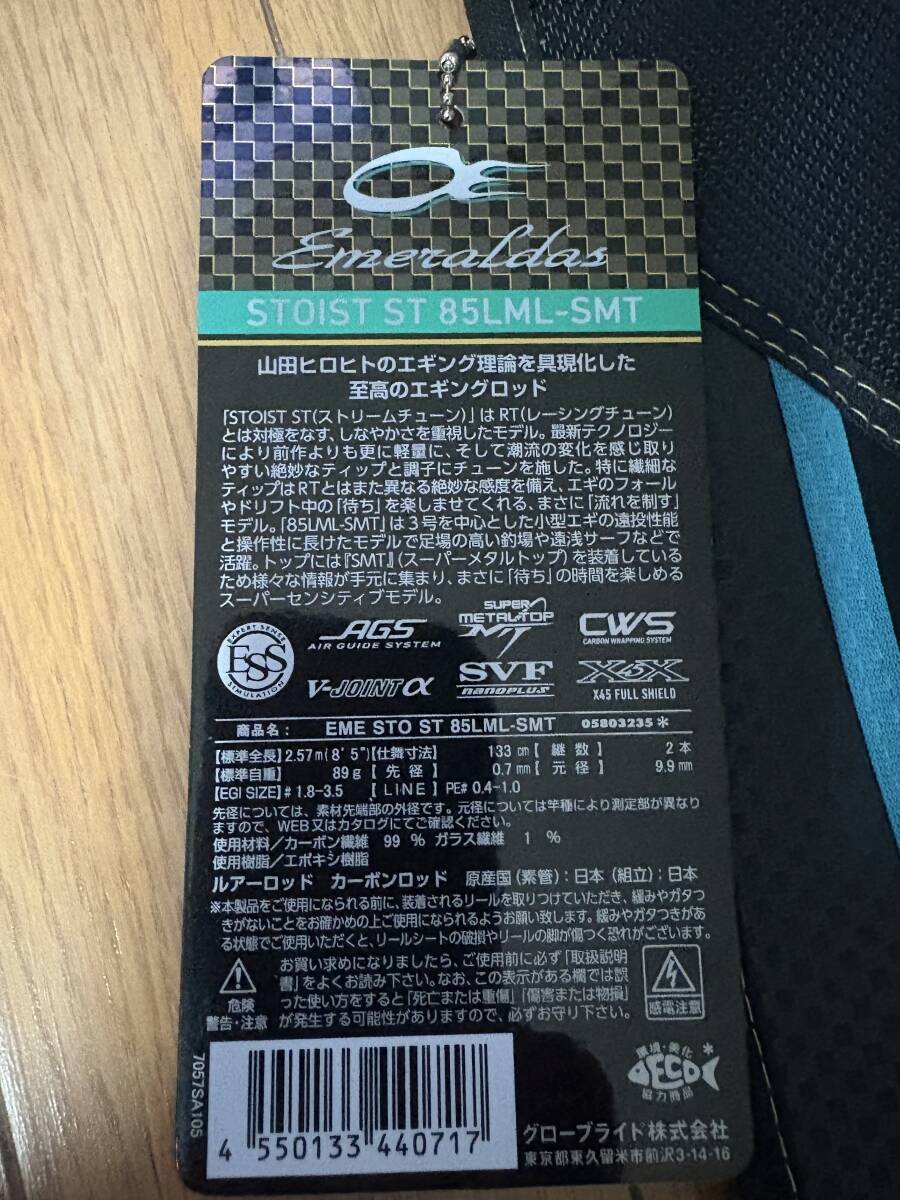 Emeraldas
STOIST ST 85LML-SMT
山田ヒロヒトのエギング理論を具現化した
至高のエギングロッド
「STOIST ST(ストリームチューン)」はRT(レーシングチューン)
とは対極をなす、しなやかさを重視したモデル。最新テクノロジー
により前作よりも更に軽量に、そして潮流の変化を感じ取り
やすい絶妙なティップと調子にチューンを施した。特に繊細な
ティップはRTとはまた異なる絶妙な感度を備え、エギのフォール
やドリフト中の「待ち」を楽しませてくれる、まさに「流れを制す」
モデル。「85LML-SMT」は3号を中心とした小型エギの遠投性能
と操作性に長けたモデルで足場の高い釣場や遠浅サーフなどで
活躍。トップには『SMT』(スーパーメタルトップ)を装着している
ため様々な情報が手元に集まり、まさに「待ち」の時間を楽しめる
スーパーセンシティブモデル。
EXPERT SENSE ESS SIMULATION
AGS AIR GUIDE SYSTEM
SUPER METAL TOP MT
CWS CARBON WRAPPING SYSTEM
V-JOINT α
SVF nanoplus
X45X X45 FULL SHIELD
商品名: EME STO ST 85LML-SMT 05803235*
【標準全長】2.57m(8'5")【仕舞寸法】 133cm【 継数 】 2本
【標準自重】 89g【 先径 】 0.7mm【 元径 】 9.9mm
【EGI SIZE】#1.8-3.5 【 LINE 】PE#0.4-1.0
先径については、素材先端部の外径です。元径については竿種により測定部が異なり
ますので、WEB又はカタログにてご確認ください。
使用材料/カーボン繊維 99 % ガラス繊維 1 %
使用樹脂/エポキシ樹脂
ルアーロッド カーボンロッド 原産国(素管):日本(組立):日本
※本製品をご使用になられる前に、装着されるリールを取りつけていただき、緩みやガタつ
きがないことをお確かめの上ご使用になられるようお願い致します。緩みやガタつきがあ
る状態でご使用いただくと、リールシートの破損やリールの脚が傷つく恐れがございます。
危険
警告・注意
お買い求めになりましたら、ご使用前に必ず「取扱説明
書」をよくお読み下さい。なお、この表示がある欄では誤
った使い方をすると「死亡または重傷」「傷害または物損」
が発生する可能性がありますので、必ずお守り下さい。
感電注意
7057SA105
環境・美化
ECO*
協力商品
4 550133 440717
グローブライド株式会社
東京都東久留米市前沢3-14-16